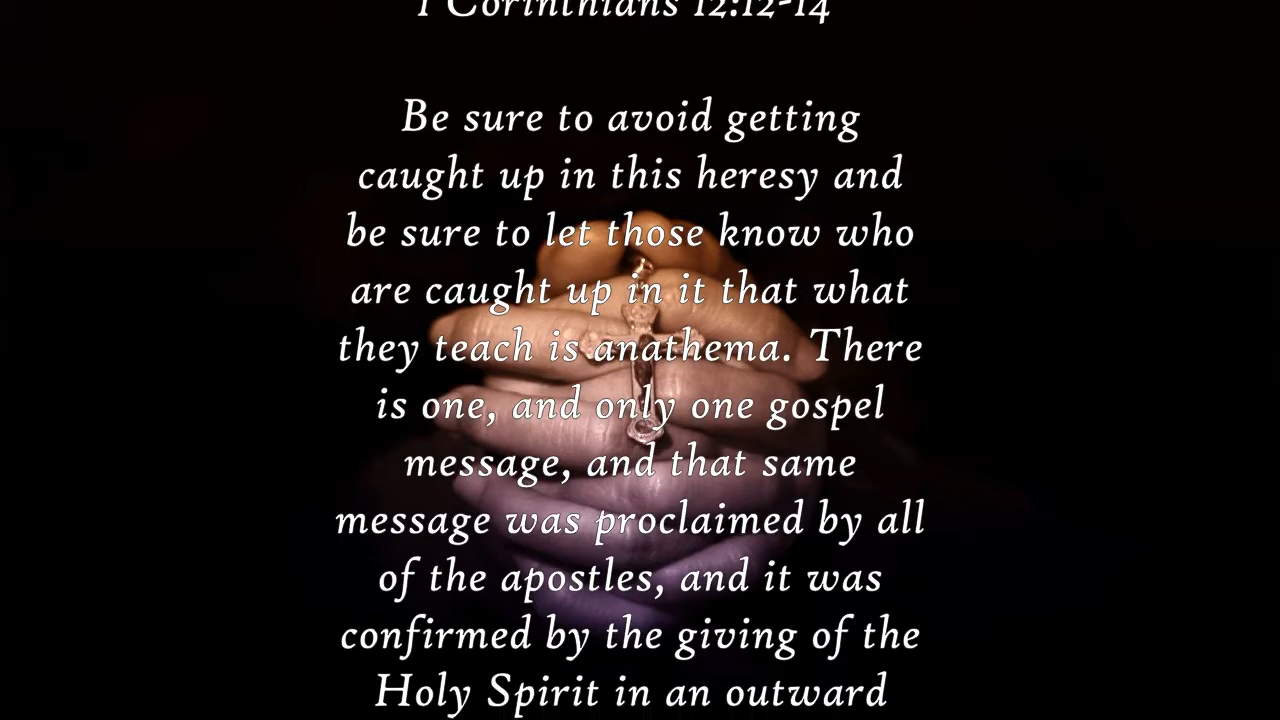 1 Corinthians 12:12-14
Be sure to avoid getting
caught up in this heresy and
be sure to let those know who
are caught up in it that what
they teach is anathema. There
is one, and only one gospel
message, and that same
message was proclaimed by all
of the apostles, and it was
confirmed by the giving of the
Holy Spirit in an outward